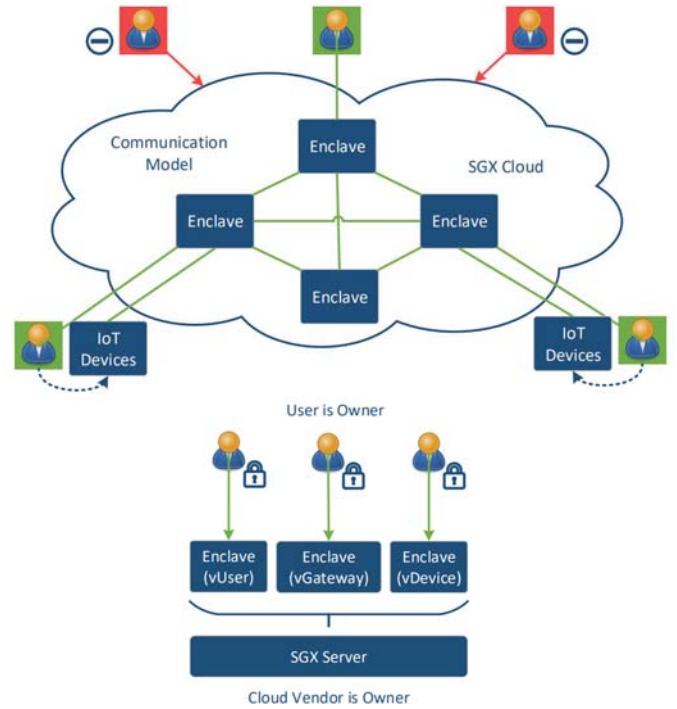 Communication
Model
Enclave
SGX Cloud
Enclave
Enclave
Enclave
IoT
Devices
IoT
Devices
User is Owner
Enclave
(vUser)
Enclave
(vGateway)
Enclave
(vDevice)
SGX Server
Cloud Vendor is Owner